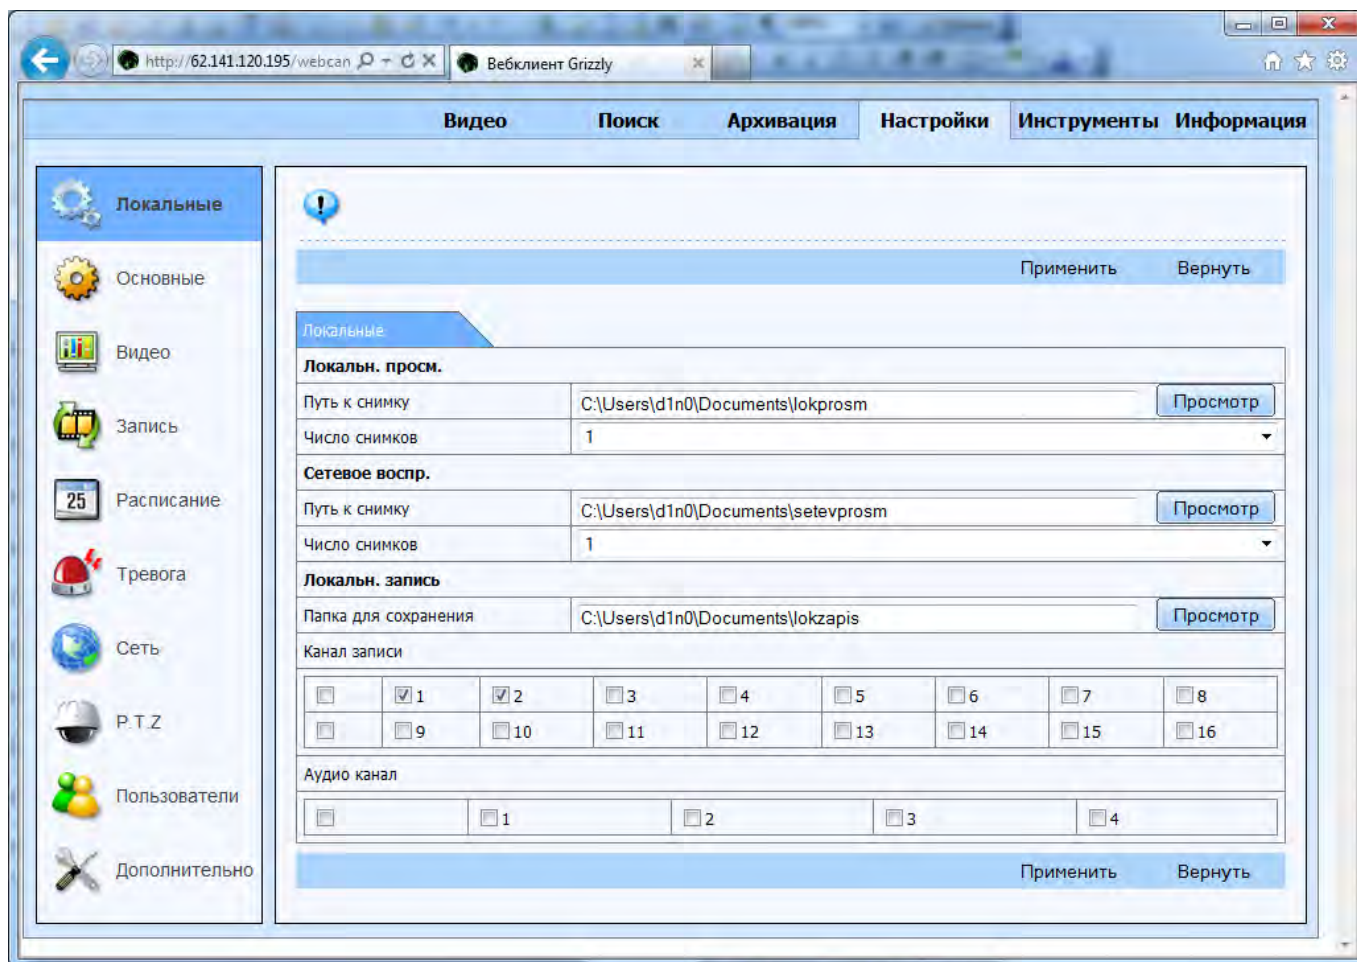 http://62.141.120.195/webcan
Вебклиент Grizzly
Видео Поиск Архивация Настройки Инструменты Информация
Локальные
Основные
Видео
Запись
25
Расписание
Тревога
Сеть
P.T.Z
Пользователи
Дополнительно
Применить Вернуть
Локальные
Локальн. просм.
Путь к снимку C:\Users\d1n0\Documents\lokprosm Просмотр
Число снимков 1
Сетевое воспр.
Путь к снимку C:\Users\d1n0\Documents\setevprosm Просмотр
Число снимков 1
Локальн. запись
Папка для сохранения C:\Users\d1n0\Documents\lokzapis Просмотр
Канал записи
1 2 3 4 5 6 7 8
9 10 11 12 13 14 15 16
Аудио канал
1 2 3 4
Применить Вернуть